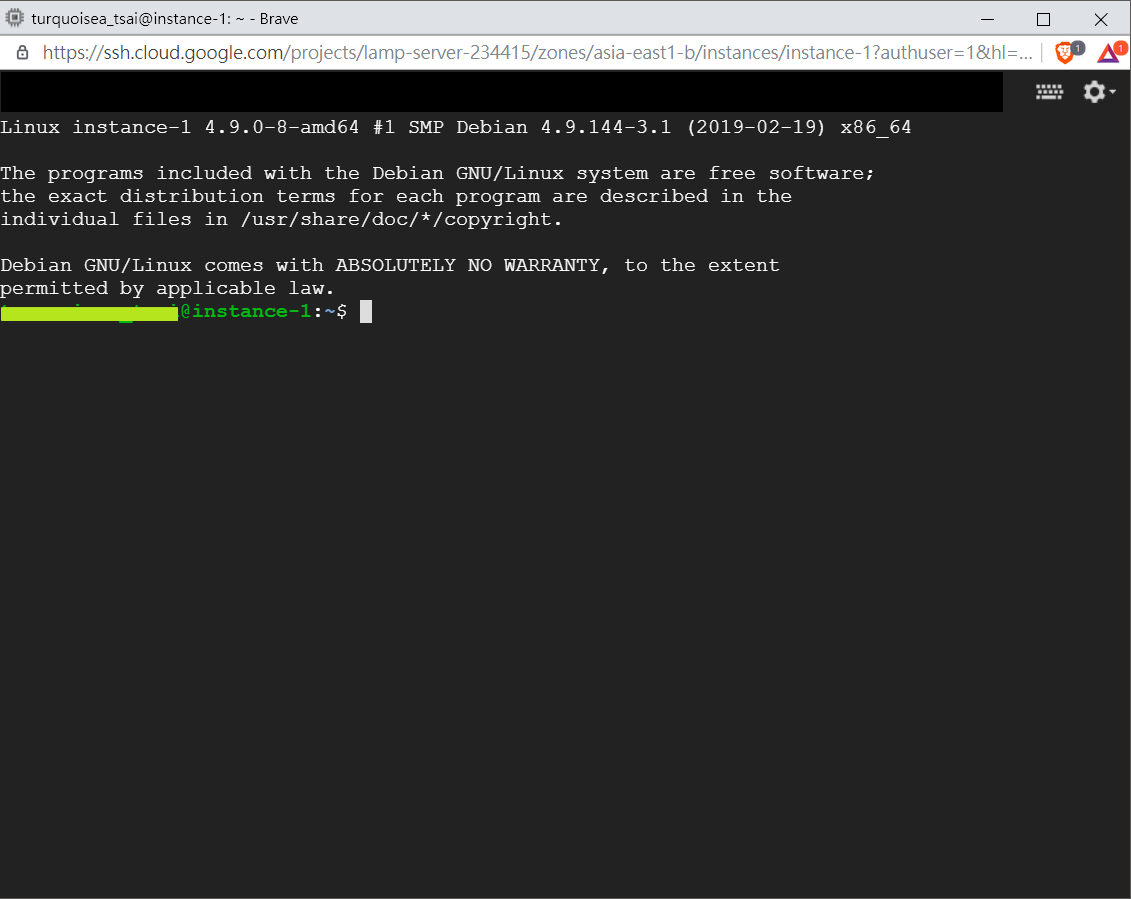 turquoisea_tsai@instance-1: ~ - Brave
https://ssh.cloud.google.com/projects/lamp-server-234415/zones/asia-east1-b/instances/instance-1?authuser=1&hl=...
1
1
Linux instance-1 4.9.0-8-amd64 #1 SMP Debian 4.9.144-3.1 (2019-02-19) x86_64
The programs included with the Debian GNU/Linux system are free software;
the exact distribution terms for each program are described in the
individual files in /usr/share/doc/*/copyright.
Debian GNU/Linux comes with ABSOLUTELY NO WARRANTY, to the extent
permitted by applicable law.
@instance-1:~$